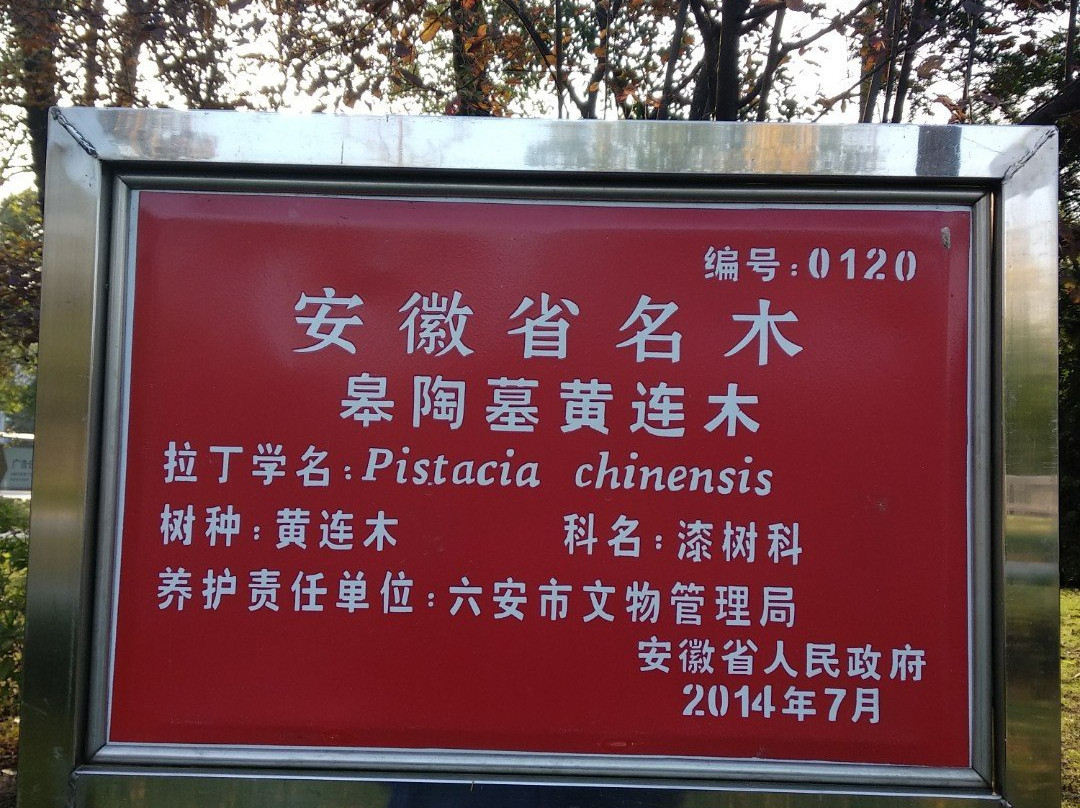 编号:0120
安徽省名木
皋陶墓黄连木
拉丁学名:Pistacia chinensis
树种:黄连木 科名:漆树科
养护责任单位:六安市文物管理局
安徽省人民政府
2014年7月